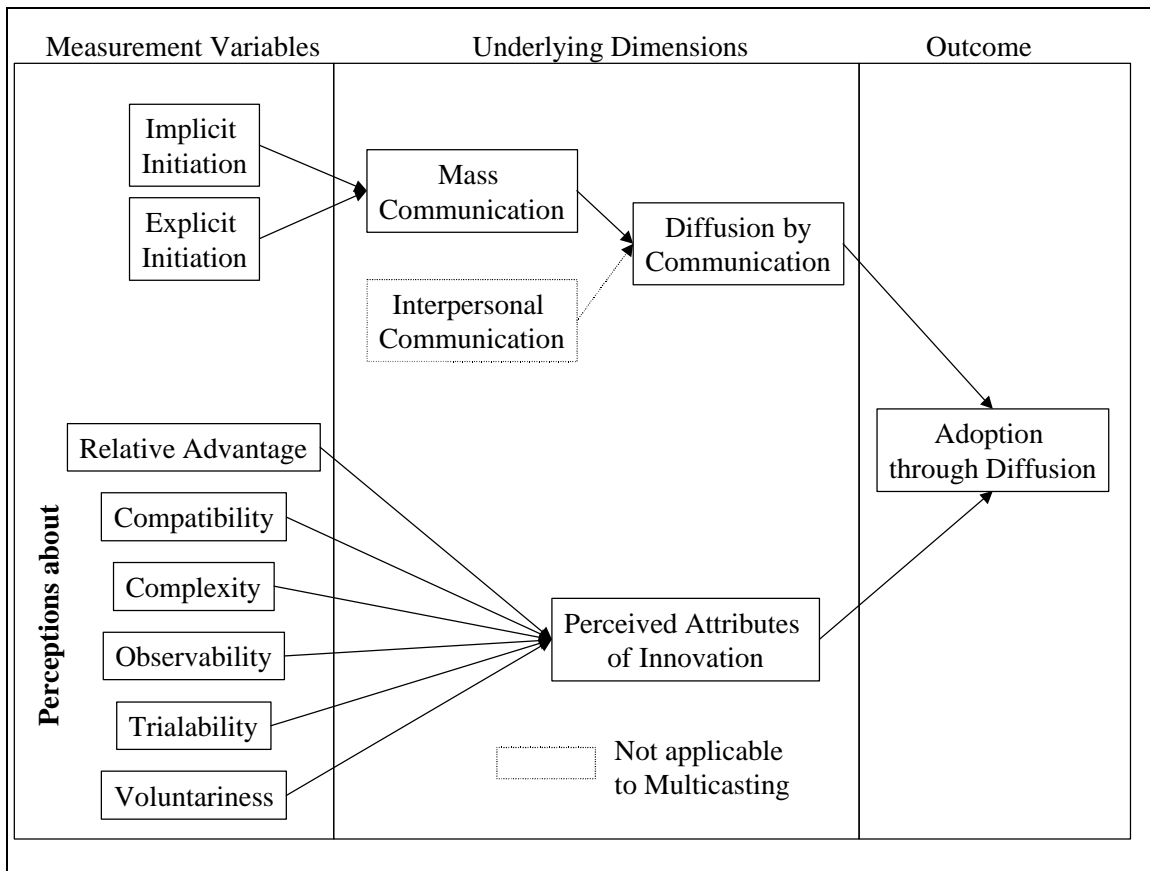 Measurement Variables
Underlying Dimensions
Outcome
Implicit
Initiation
Explicit
Initiation
Mass
Communication
Interpersonal
Communication
Diffusion by
Communication
Adoption
through Diffusion
Perceptions about
Relative Advantage
Compatibility
Complexity
Observability
Trialability
Voluntariness
Perceived Attributes
of Innovation
Not applicable
to Multicasting